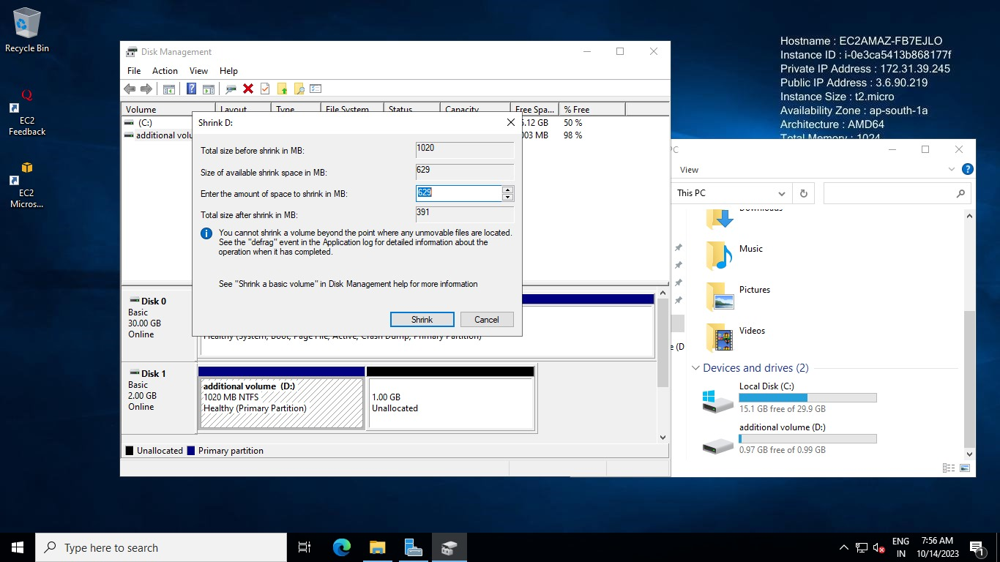 Recycle Bin
EC2
Feedback
EC2
Micros...
Hostname : EC2AMAZ-FB7EJLO
Instance ID : i-0e3ca5413b868177f
Private IP Address : 172.31.39.245
Public IP Address : 3.6.90.219
Instance Size : t2.micro
Availability Zone : ap-south-1a
Architecture : AMD64
Total Memory : 1024
Disk Management
File Action View Help
Volume Layout Type File System Status Capacity Free Spa... % Free
(C:) .12 GB 50 %
additional volu 003 MB 98 %
Shrink D:
Total size before shrink in MB: 1020
Size of available shrink space in MB: 629
Enter the amount of space to shrink in MB: 629
Total size after shrink in MB: 391
You cannot shrink a volume beyond the point where any unmovable files are located.
See the "defrag" event in the Application log for detailed information about the
operation when it has completed.
See "Shrink a basic volume" in Disk Management help for more information
Shrink Cancel
Disk 0
Basic
30.00 GB
Online
Healthy (System, Boot, Page File, Active, Crash Dump, Primary Partition)
Disk 1
Basic
2.00 GB
Online
additional volume (D:)
1020 MB NTFS
Healthy (Primary Partition)
1.00 GB
Unallocated
Unallocated Primary partition
PC
View
This PC
Downloads
Music
Pictures
Videos
e (D
Devices and drives (2)
Local Disk (C:)
15.1 GB free of 29.9 GB
additional volume (D:)
0.97 GB free of 0.99 GB
Type here to search
ENG
IN
7:56 AM
10/14/2023
1